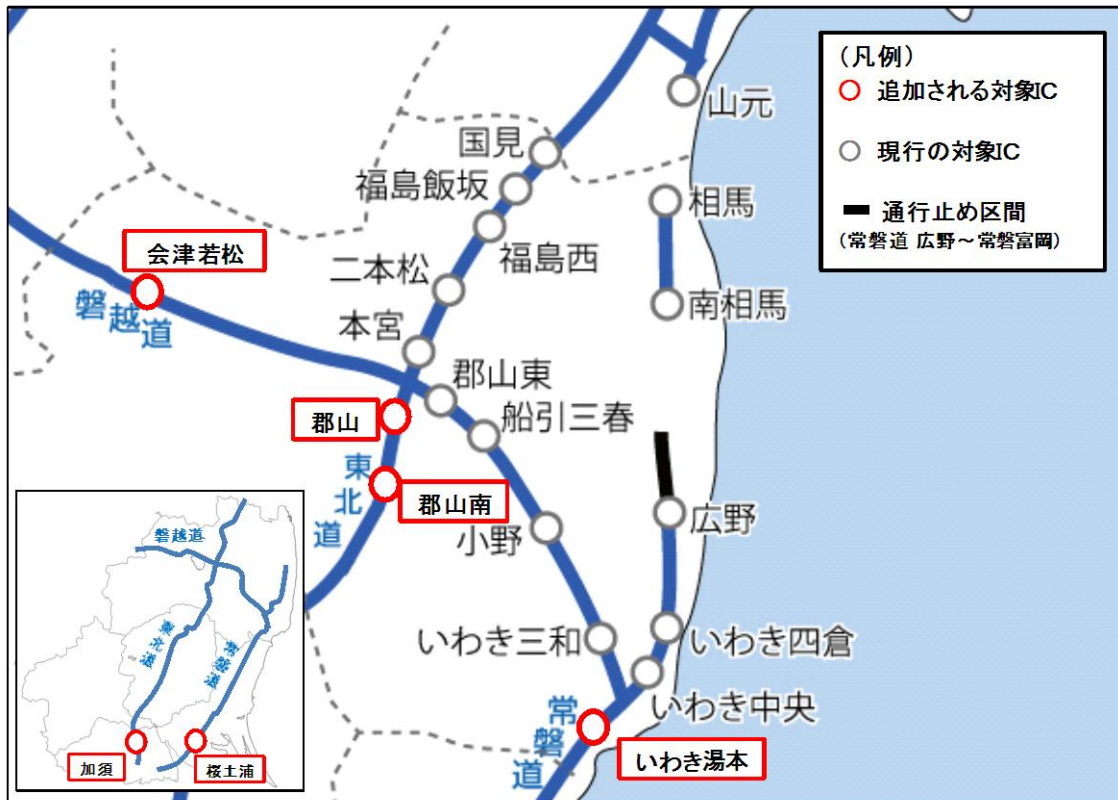 (凡例)
追加される対象IC
現行の対象IC
通行止め区間
(常磐道 広野~常磐富岡)
山元
国見
福島飯坂
相馬
福島西
会津若松
二本松
南相馬
磐越道
本宮
郡山東
郡山
船引三春
東北道
郡山南
広野
小野
いわき三和
いわき四倉
いわき中央
常磐道
いわき湯本
磐越道
東北道
常磐道
加須
桜土浦